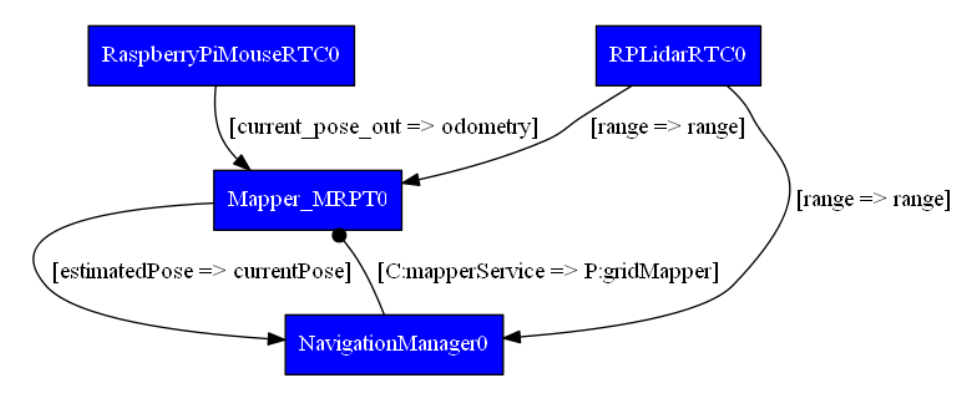 RaspberryPiMouseRTC0
RPLidarRTC0
[current_pose_out => odometry]
[range => range]
Mapper_MRPT0
[range => range]
[estimatedPose => currentPose]
[C:mapperService => P:gridMapper]
NavigationManager0